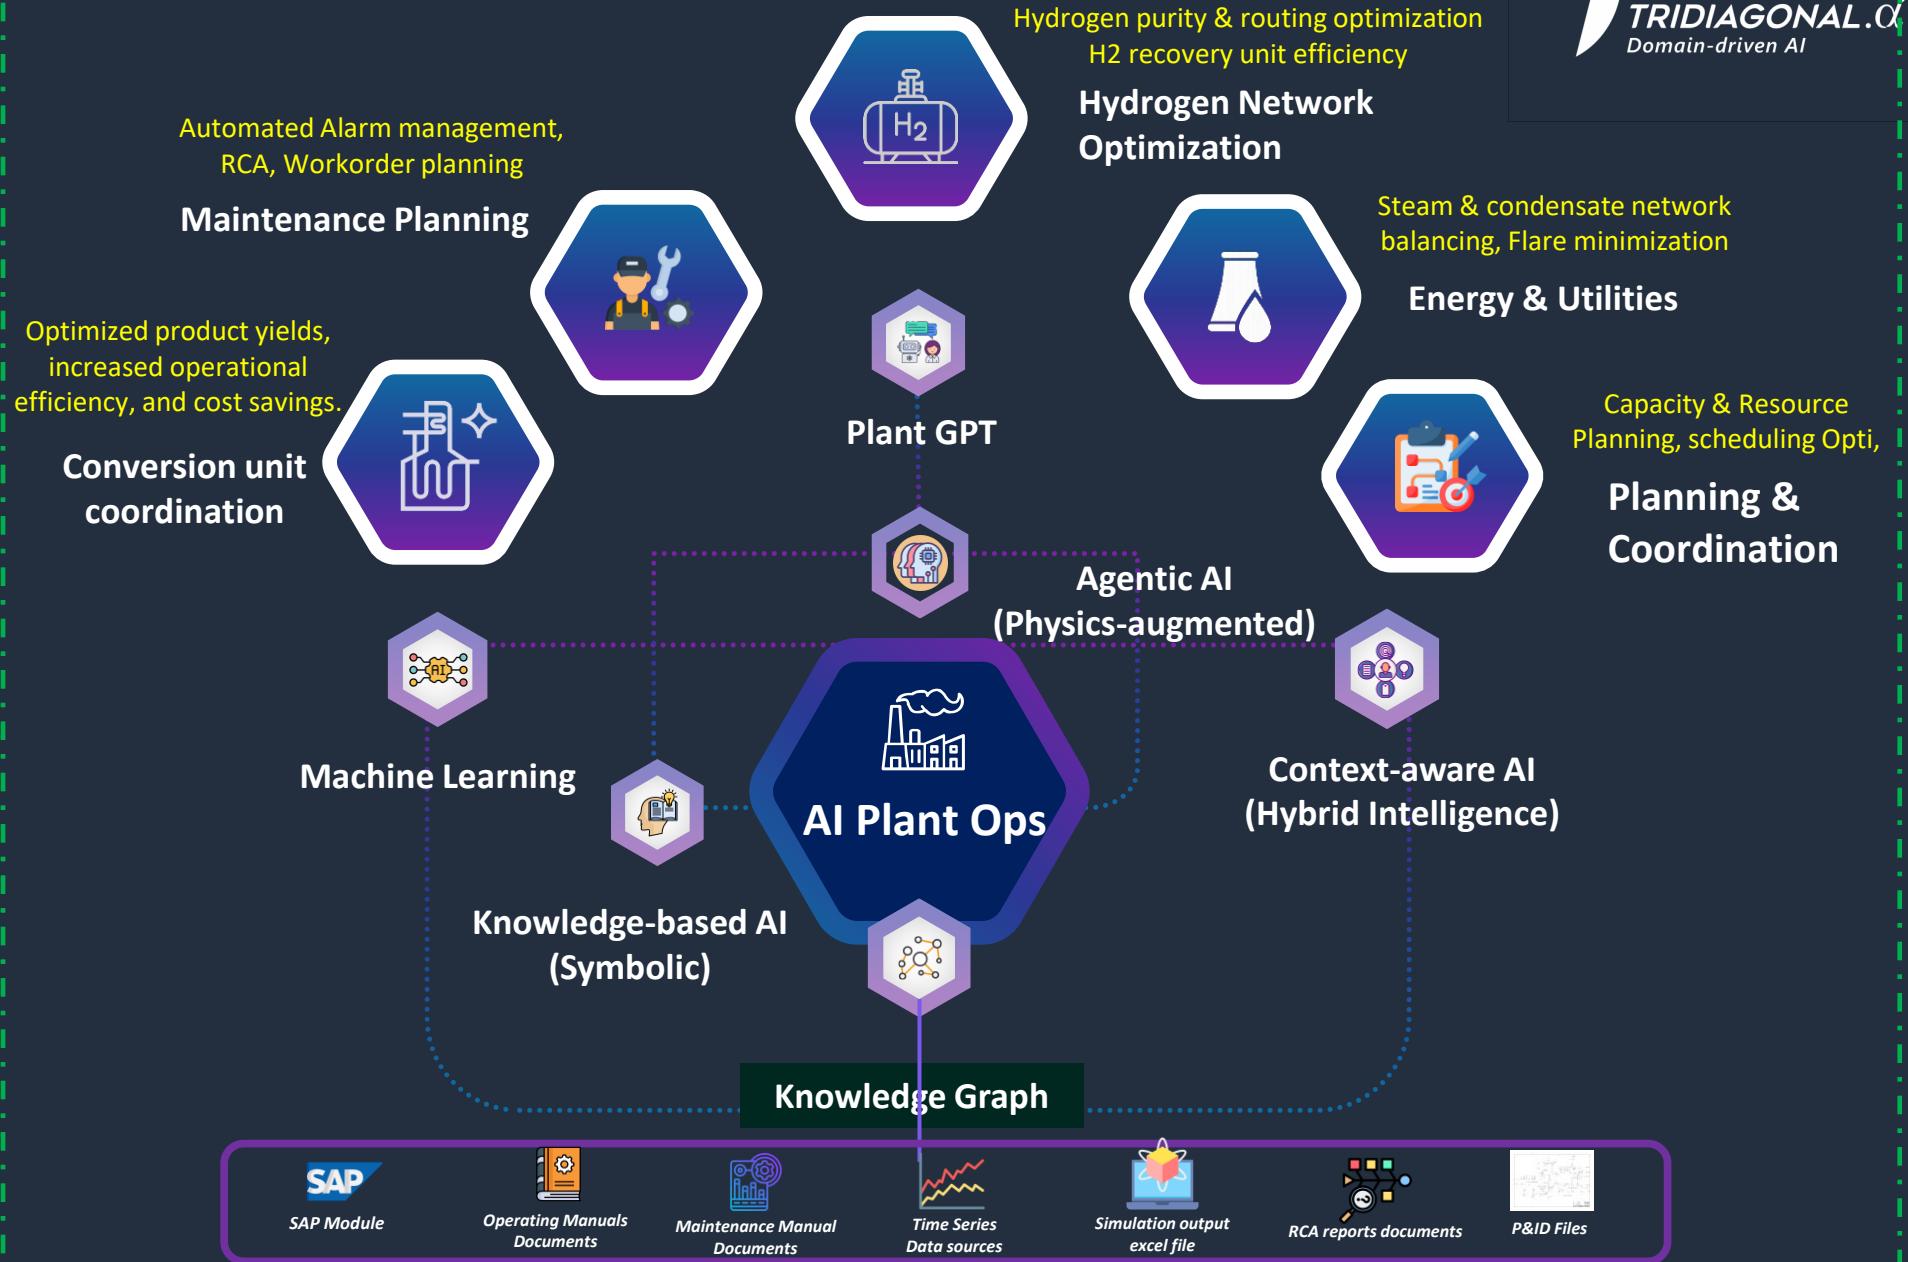 Hydrogen purity & routing optimization
H2 recovery unit efficiency
Hydrogen Network
Optimization
TRIDIAGONAL.α
Domain-driven AI
H2
Automated Alarm management,
RCA, Workorder planning
Maintenance Planning
Steam & condensate network
balancing, Flare minimization
Energy & Utilities
Optimized product yields,
increased operational
efficiency, and cost savings.
Conversion unit
coordination
Capacity & Resource
Planning, scheduling Opti,
Planning &
Coordination
Plant GPT
Agentic AI
(Physics-augmented)
AI
Machine Learning
Context-aware AI
(Hybrid Intelligence)
AI Plant Ops
Knowledge-based AI
(Symbolic)
Knowledge Graph
SAP
SAP Module
Operating Manuals
Documents
Maintenance Manual
Documents
Time Series
Data sources
Simulation output
excel file
RCA reports documents
P&ID Files